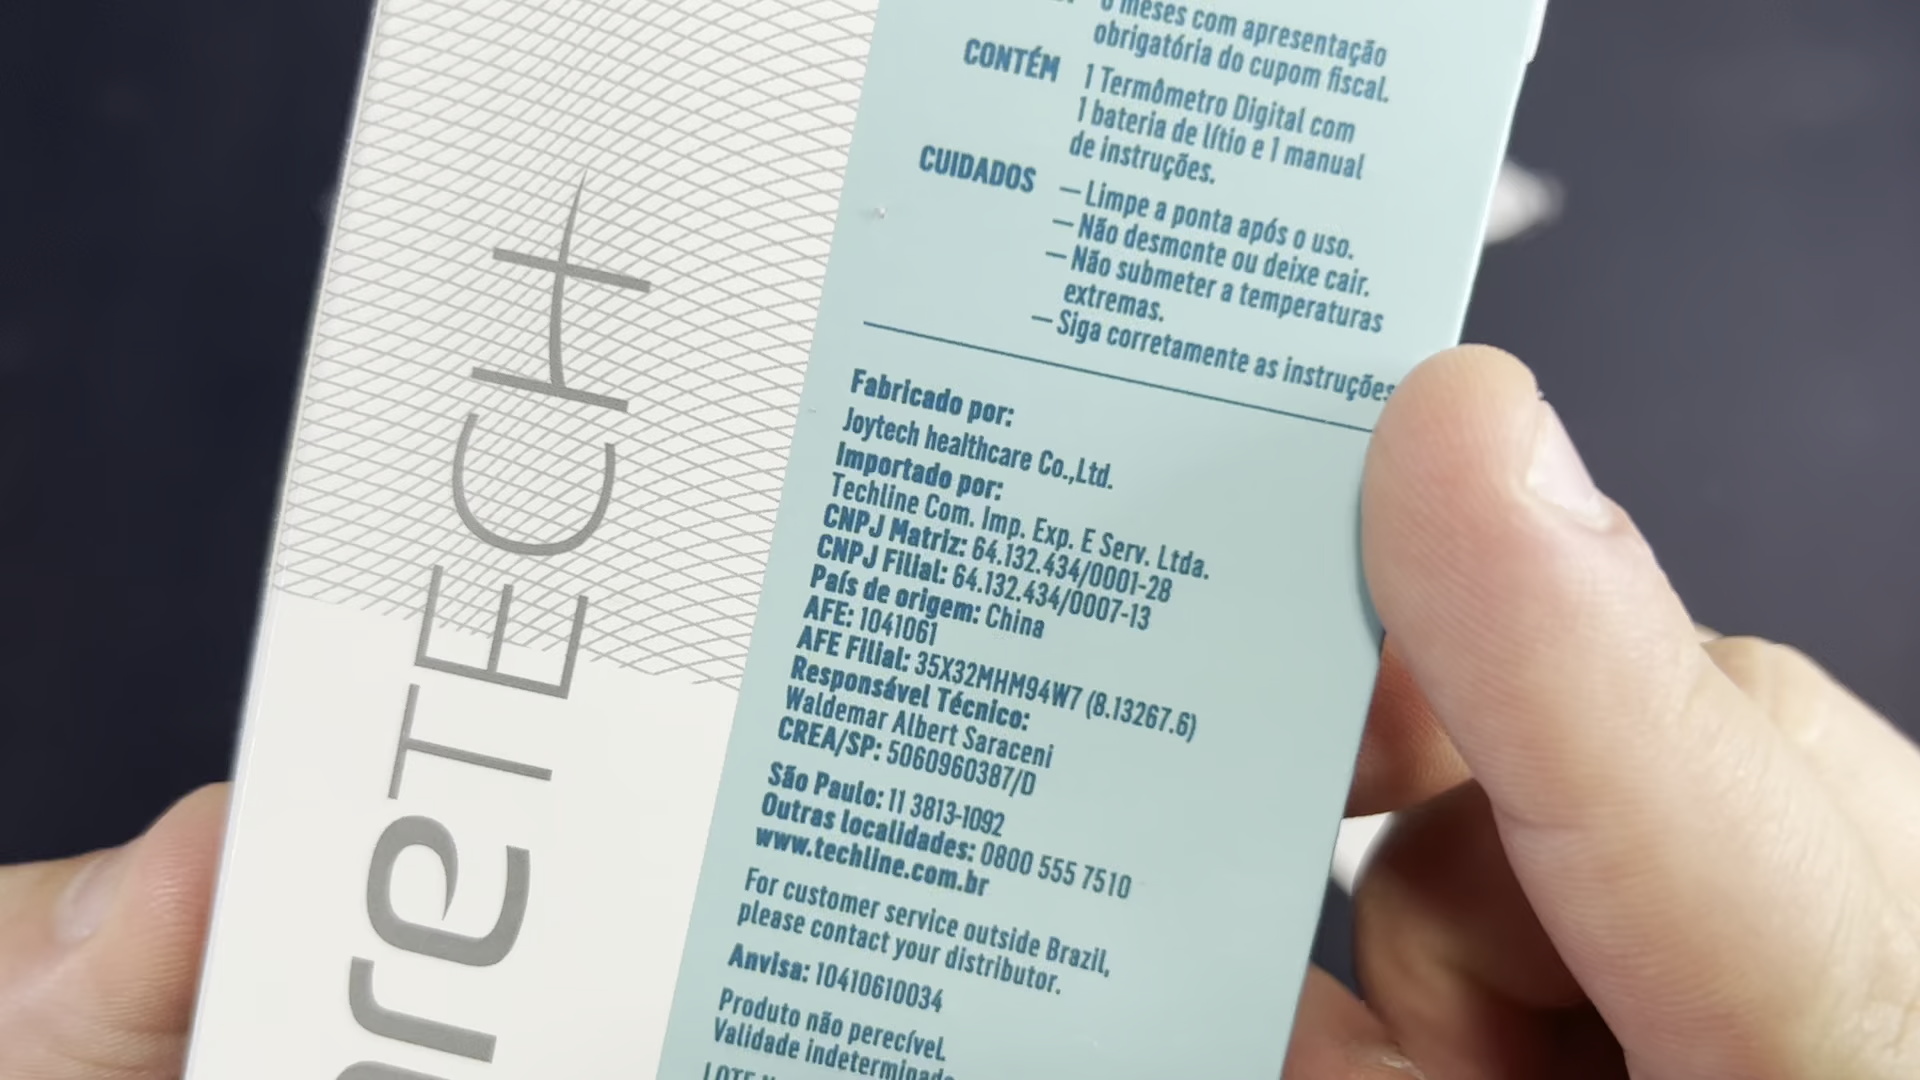 6 meses com apresentação
obrigatória do cupom fiscal.
CONTÉM
1 Termômetro Digital com
1 bateria de lítio e 1 manual
de instruções.
CUIDADOS
— Limpe a ponta após o uso.
— Não desmonte ou deixe cair.
— Não submeter a temperaturas
extremas.
— Siga corretamente as instruções
Fabricado por:
Joytech healthcare Co.,Ltd.
Importado por:
Techline Com. Imp. Exp. E Serv. Ltda.
CNPJ Matriz: 64.132.434/0001-28
CNPJ Filial: 64.132.434/0007-13
País de origem: China
AFE: 1041061
AFE Filial: 35X32MHM94W7 (8.13267.6)
Responsável Técnico:
Waldemar Albert Saraceni
CREA/SP: 5060960387/D
São Paulo: 11 3813-1092
Outras localidades: 0800 555 7510
www.techline.com.br
For customer service outside Brazil,
please contact your distributor.
Anvisa: 10410610034
Produto não perecível.
Validade indeterminada
LOTE
TECH